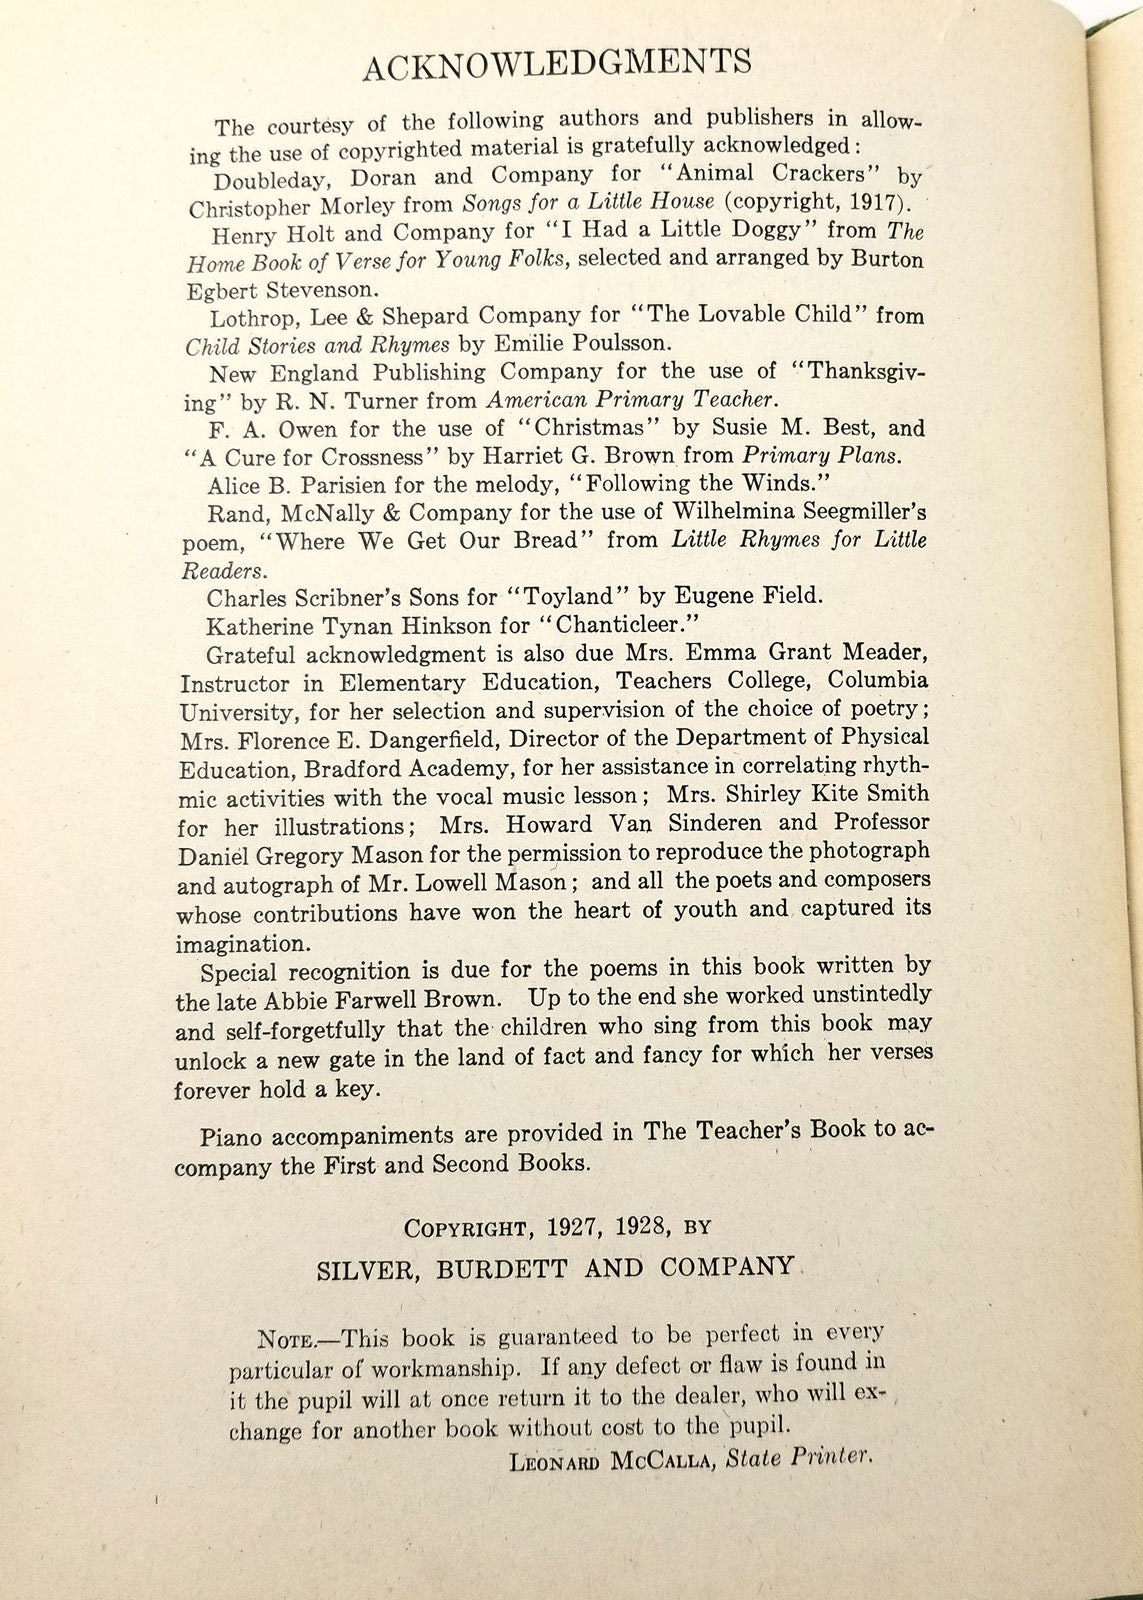 ACKNOWLEDGMENTS
The courtesy of the following authors and publishers in allow-
ing the use of copyrighted material is gratefully acknowledged:
Doubleday, Doran and Company for "Animal Crackers" by
Christopher Morley from Songs for a Little House (copyright, 1917).
Henry Holt and Company for "I Had a Little Doggy" from The
Home Book of Verse for Young Folks, selected and arranged by Burton
Egbert Stevenson.
Lothrop, Lee & Shepard Company for "The Lovable Child" from
Child Stories and Rhymes by Emilie Poulsson.
New England Publishing Company for the use of "Thanksgiv-
ing" by R. N. Turner from American Primary Teacher.
F. A. Owen for the use of "Christmas" by Susie M. Best, and
"A Cure for Crossness" by Harriet G. Brown from Primary Plans.
Alice B. Parisien for the melody, "Following the Winds."
Rand, McNally & Company for the use of Wilhelmina Seegmiller's
poem, "Where We Get Our Bread" from Little Rhymes for Little
Readers.
Charles Scribner's Sons for "Toyland" by Eugene Field.
Katherine Tynan Hinkson for "Chanticleer."
Grateful acknowledgment is also due Mrs. Emma Grant Meader,
Instructor in Elementary Education, Teachers College, Columbia
University, for her selection and supervision of the choice of poetry;
Mrs. Florence E. Dangerfield, Director of the Department of Physical
Education, Bradford Academy, for her assistance in correlating rhyth-
mic activities with the vocal music lesson; Mrs. Shirley Kite Smith
for her illustrations; Mrs. Howard Van Sinderen and Professor
Daniel Gregory Mason for the permission to reproduce the photograph
and autograph of Mr. Lowell Mason; and all the poets and composers
whose contributions have won the heart of youth and captured its
imagination.
Special recognition is due for the poems in this book written by
the late Abbie Farwell Brown. Up to the end she worked unstintedly
and self-forgetfully that the children who sing from this book may
unlock a new gate in the land of fact and fancy for which her verses
forever hold a key.
Piano accompaniments are provided in The Teacher's Book to ac-
company the First and Second Books.
COPYRIGHT, 1927, 1928, BY
SILVER, BURDETT AND COMPANY
NOTE.—This book is guaranteed to be perfect in every
particular of workmanship. If any defect or flaw is found in
it the pupil will at once return it to the dealer, who will ex-
change for another book without cost to the pupil.
LEONARD MCCALLA, State Printer.